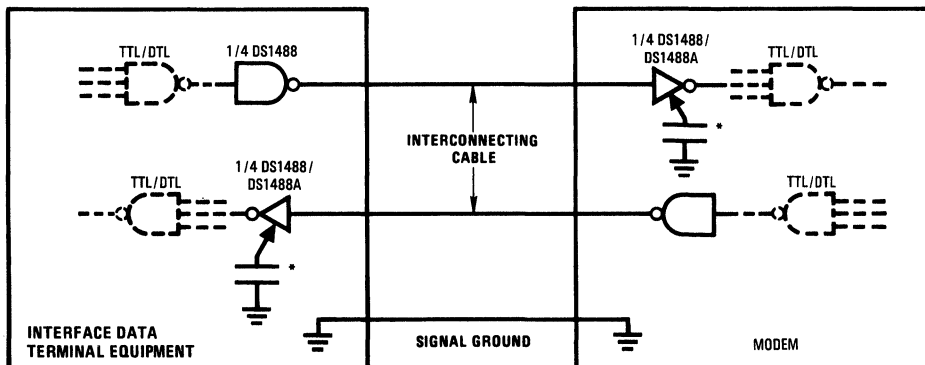 TTL/DTL
1/4 DS1488
1/4 DS1488/
DS1488A
TTL/DTL
*
INTERCONNECTING
CABLE
TTL/DTL
1/4 DS1488/
DS1488A
TTL/DTL
*
INTERFACE DATA
TERMINAL EQUIPMENT
SIGNAL GROUND
MODEM